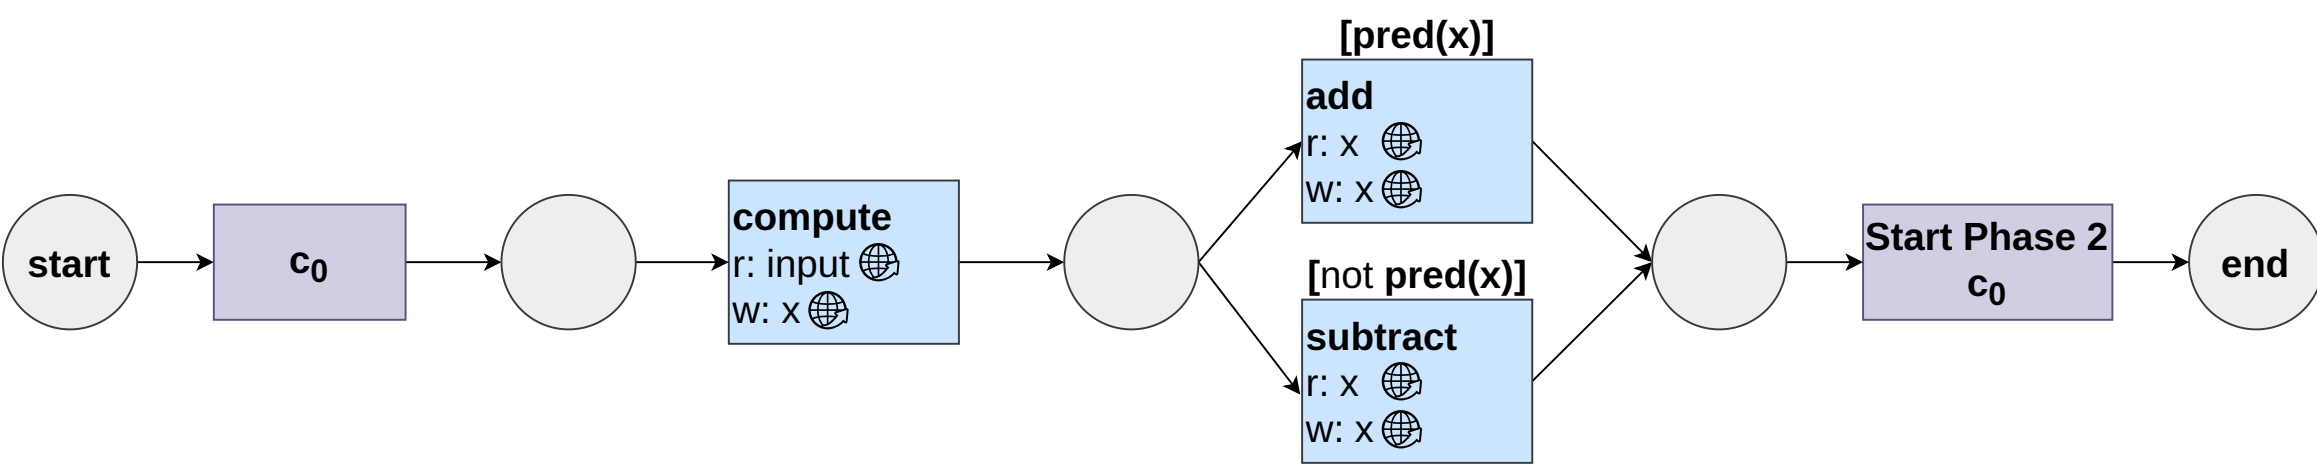 start
c0
compute
r: input
w: x
[pred(x)]
add
r: x
w: x
[not pred(x)]
subtract
r: x
w: x
Start Phase 2
c0
end